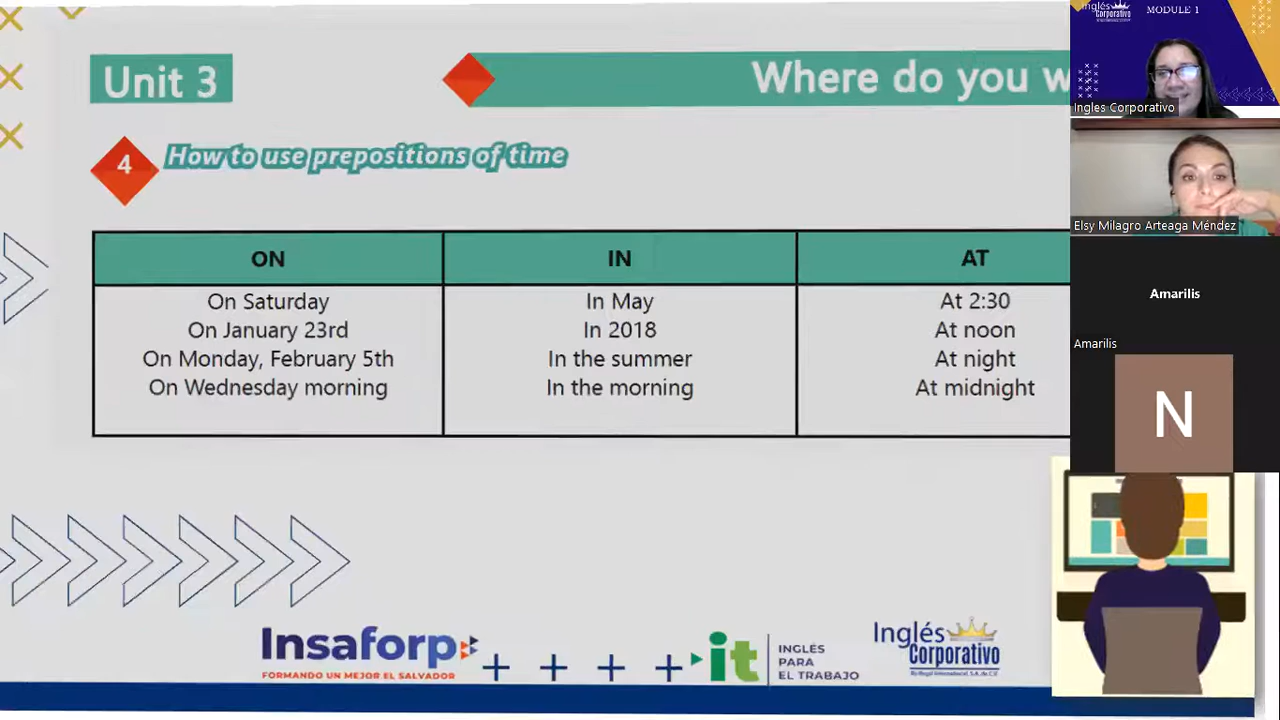 Unit 3
Where do you w
4
How to use prepositions of time
ON
IN
AT
On Saturday
On January 23rd
On Monday, February 5th
On Wednesday morning
In May
In 2018
In the summer
In the morning
At 2:30
At noon
At night
At midnight
Insaforp
FORMANDO UN MEJOR EL SALVADOR
it
INGLÉS
PARA
EL TRABAJO
Inglés
Corporativo
Inglés
Corporativo
MODULE 1
Ingles Corporativo
Elsy Milagro Arteaga Méndez
Amarilis
Amarilis
N